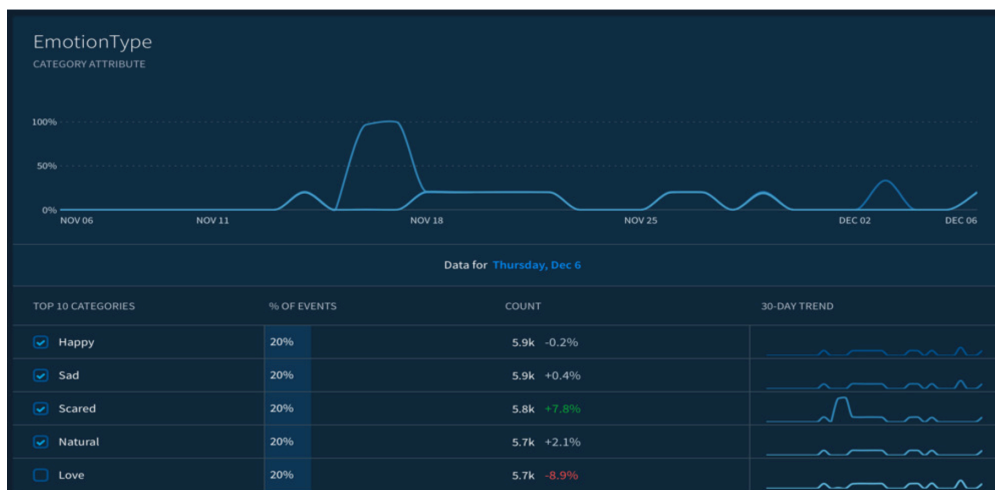 EmotionType
CATEGORY ATTRIBUTE
100%
50%
0%
NOV 06 NOV 11 NOV 18 NOV 25 DEC 02 DEC 06
Data for Thursday, Dec 6
TOP 10 CATEGORIES % OF EVENTS COUNT 30-DAY TREND
Happy 20% 5.9k -0.2%
Sad 20% 5.9k +0.4%
Scared 20% 5.8k +7.8%
Natural 20% 5.7k +2.1%
Love 20% 5.7k -8.9%